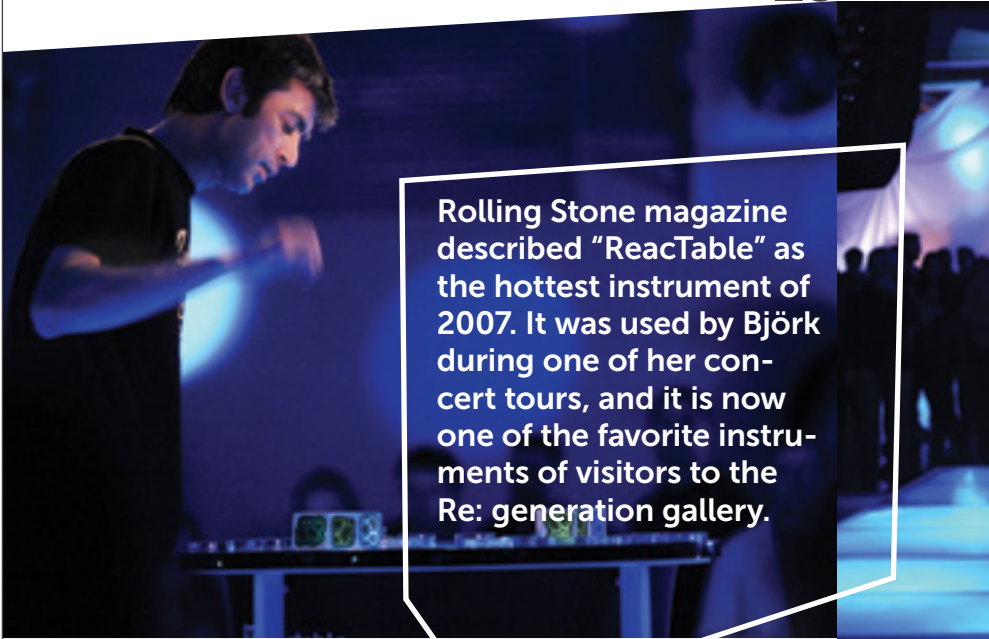 Rolling Stone magazine
described “ReacTable” as
the hottest instrument of
2007. It was used by Björk
during one of her con-
cert tours, and it is now
one of the favorite instru-
ments of visitors to the
Re: generation gallery.